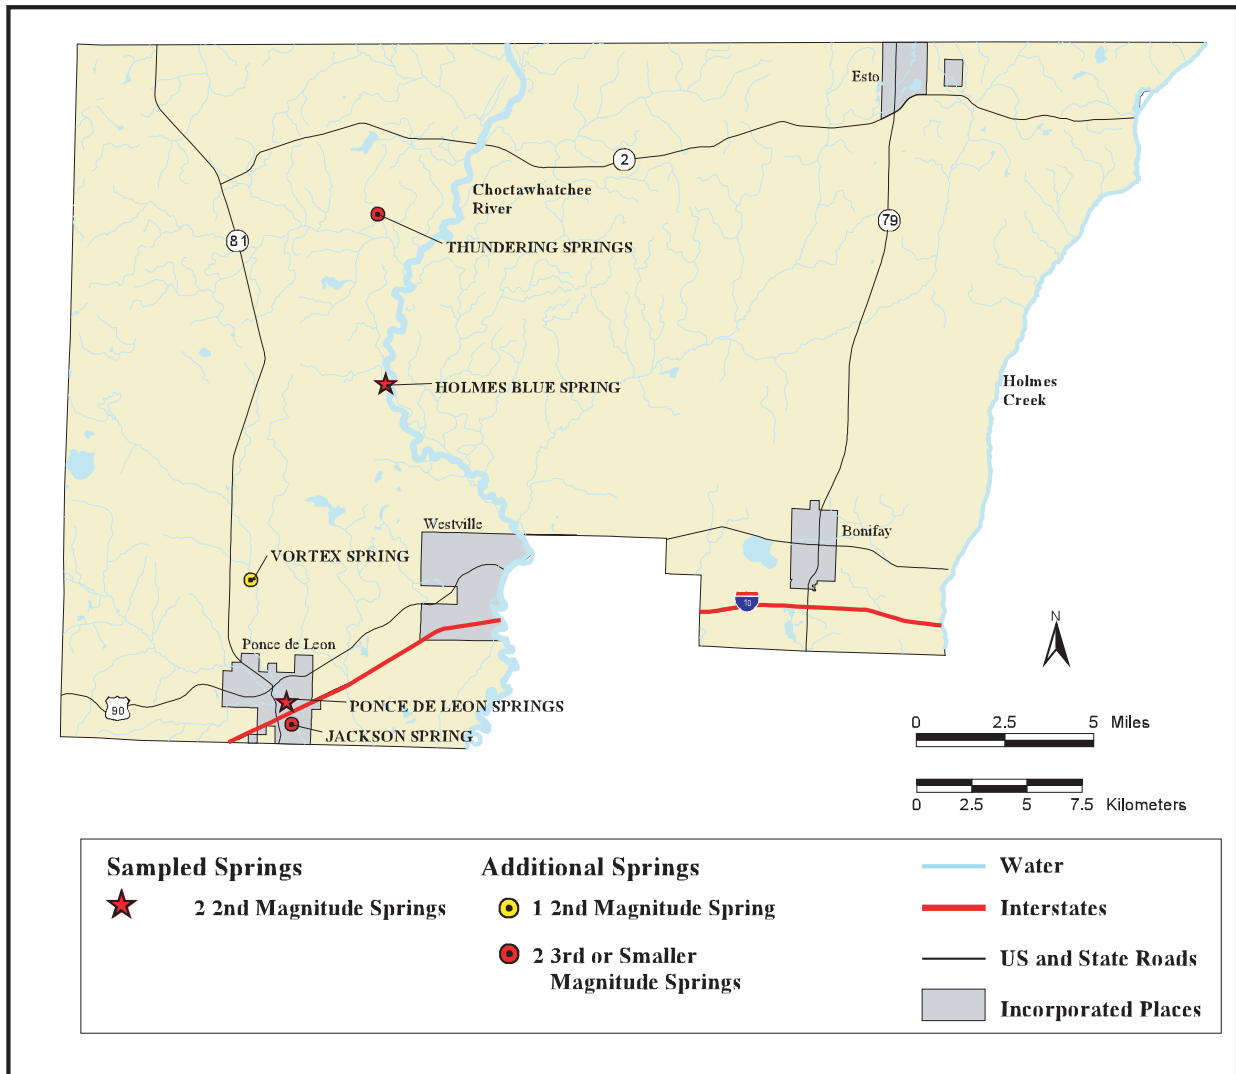 Esto
2
Choctawhatchee
River
79
81
THUNDERING SPRINGS
HOLMES BLUE SPRING
Holmes
Creek
Westville
Bonifay
VORTEX SPRING
10
N
Ponce de Leon
90
PONCE DE LEON SPRINGS
JACKSON SPRING
0 2.5 5 Miles
0 2.5 5 7.5 Kilometers
Sampled Springs
2 2nd Magnitude Springs
Additional Springs
1 2nd Magnitude Spring
2 3rd or Smaller
Magnitude Springs
Water
Interstates
US and State Roads
Incorporated Places